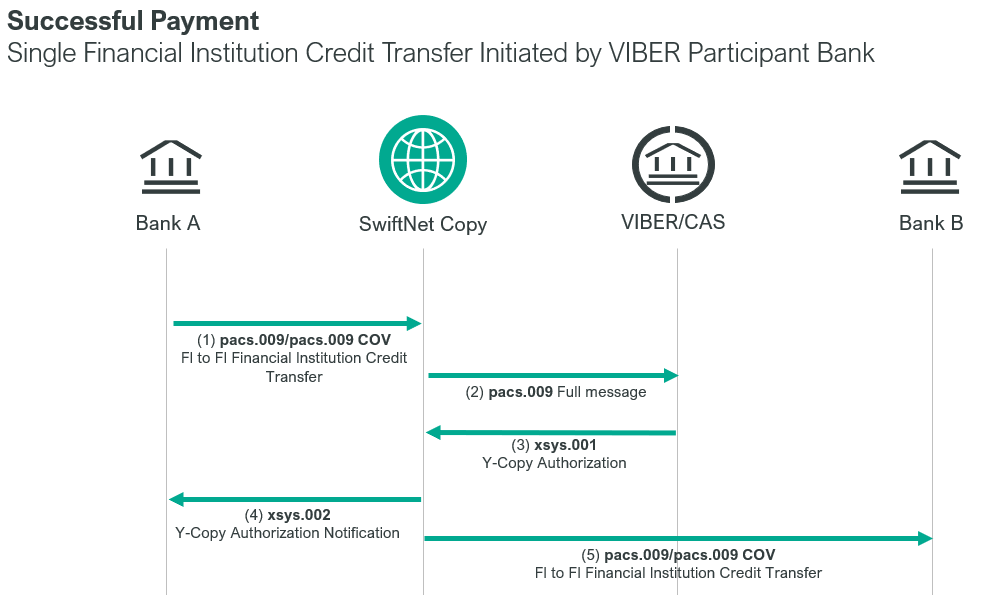 Successful Payment
Single Financial Institution Credit Transfer Initiated by VIBER Participant Bank
Bank A
SwiftNet Copy
VIBER/CAS
Bank B
(1) pacs.009/pacs.009 COV
FI to FI Financial Institution Credit
Transfer
(2) pacs.009 Full message
(3) xsys.001
Y-Copy Authorization
(4) xsys.002
Y-Copy Authorization Notification
(5) pacs.009/pacs.009 COV
FI to FI Financial Institution Credit Transfer